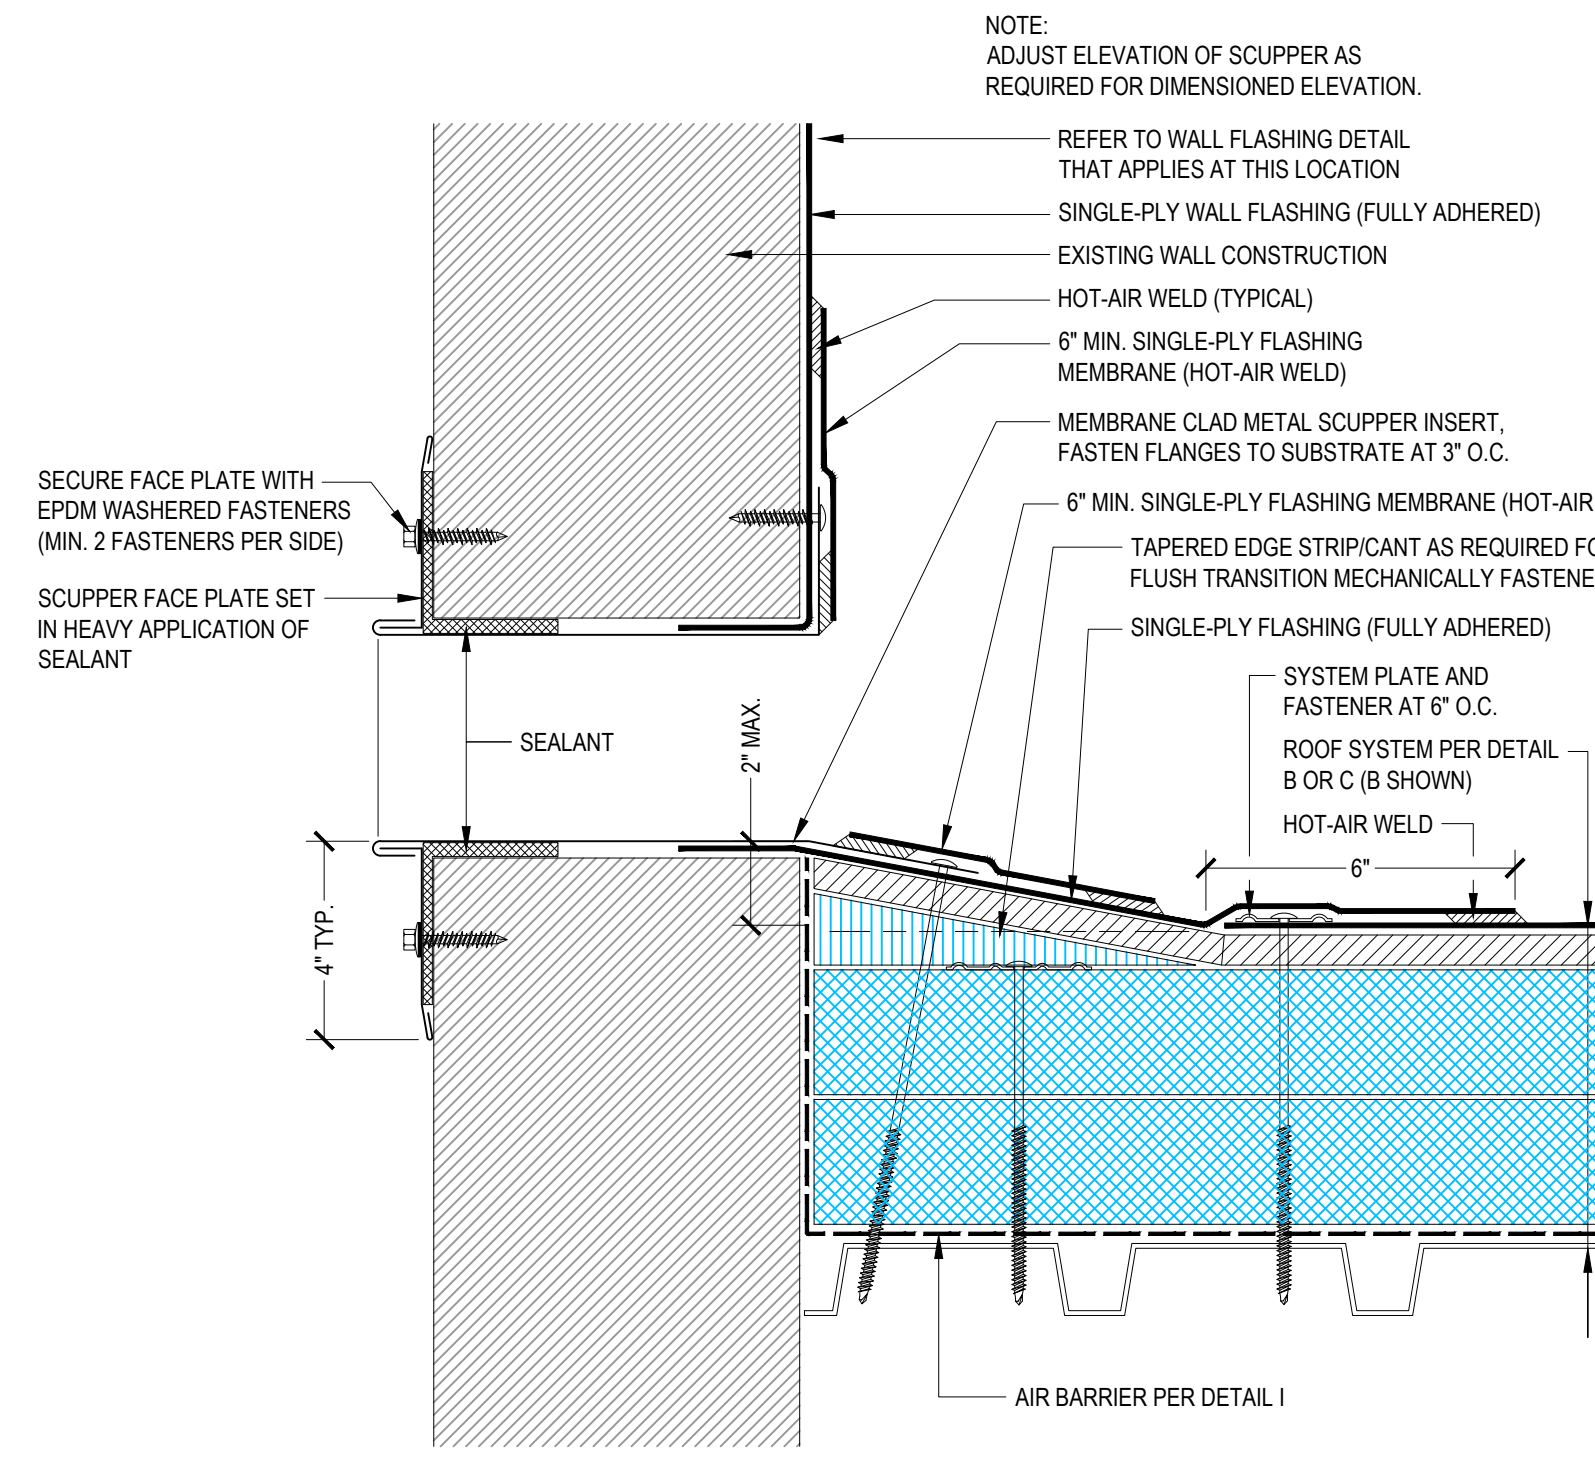 NOTE:
ADJUST ELEVATION OF SCUPPER AS
REQUIRED FOR DIMENSIONED ELEVATION.
REFER TO WALL FLASHING DETAIL
THAT APPLIES AT THIS LOCATION
SINGLE-PLY WALL FLASHING (FULLY ADHERED)
EXISTING WALL CONSTRUCTION
HOT-AIR WELD (TYPICAL)
6" MIN. SINGLE-PLY FLASHING
MEMBRANE (HOT-AIR WELD)
MEMBRANE CLAD METAL SCUPPER INSERT,
FASTEN FLANGES TO SUBSTRATE AT 3" O.C.
6" MIN. SINGLE-PLY FLASHING MEMBRANE (HOT-AIR
TAPERED EDGE STRIP/CANT AS REQUIRED
FLUSH TRANSITION MECHANICALLY
SINGLE-PLY FLASHING (FULLY ADHERED)
SYSTEM PLATE AND
FASTENER AT 6" O.C.
ROOF SYSTEM PER DETAIL
B OR C (B SHOWN)
HOT-AIR WELD
6"
SECURE FACE PLATE WITH
EPDM WASHERED FASTENERS
(MIN. 2 FASTENERS PER SIDE)
SCUPPER FACE PLATE SET
IN HEAVY APPLICATION OF
SEALANT
SEALANT
2" MAX.
4" TYP.
AIR BARRIER PER DETAIL I